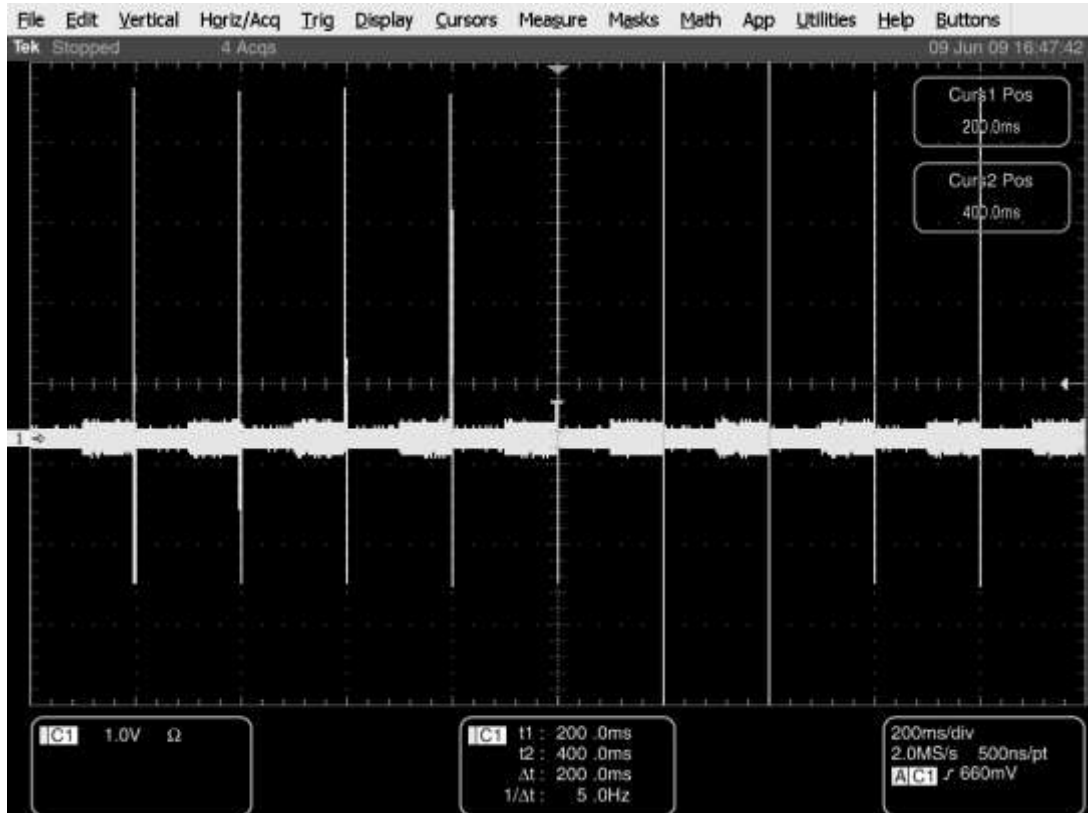 File Edit Vertical Horiz/Acq Trig Display Cursors Measure Masks Math App Utilities Help Buttons
Tek Stopped 4 Acqs 09 Jun 09 16:47:42
Curs1 Pos
200.0ms
Curs2 Pos
400.0ms
1
C1 1.0V Ω
C1 t1 : 200 .0ms
t2 : 400 .0ms
Δt : 200 .0ms
1/Δt : 5 .0Hz
200ms/div
2.0MS/s 500ns/pt
A C1 660mV